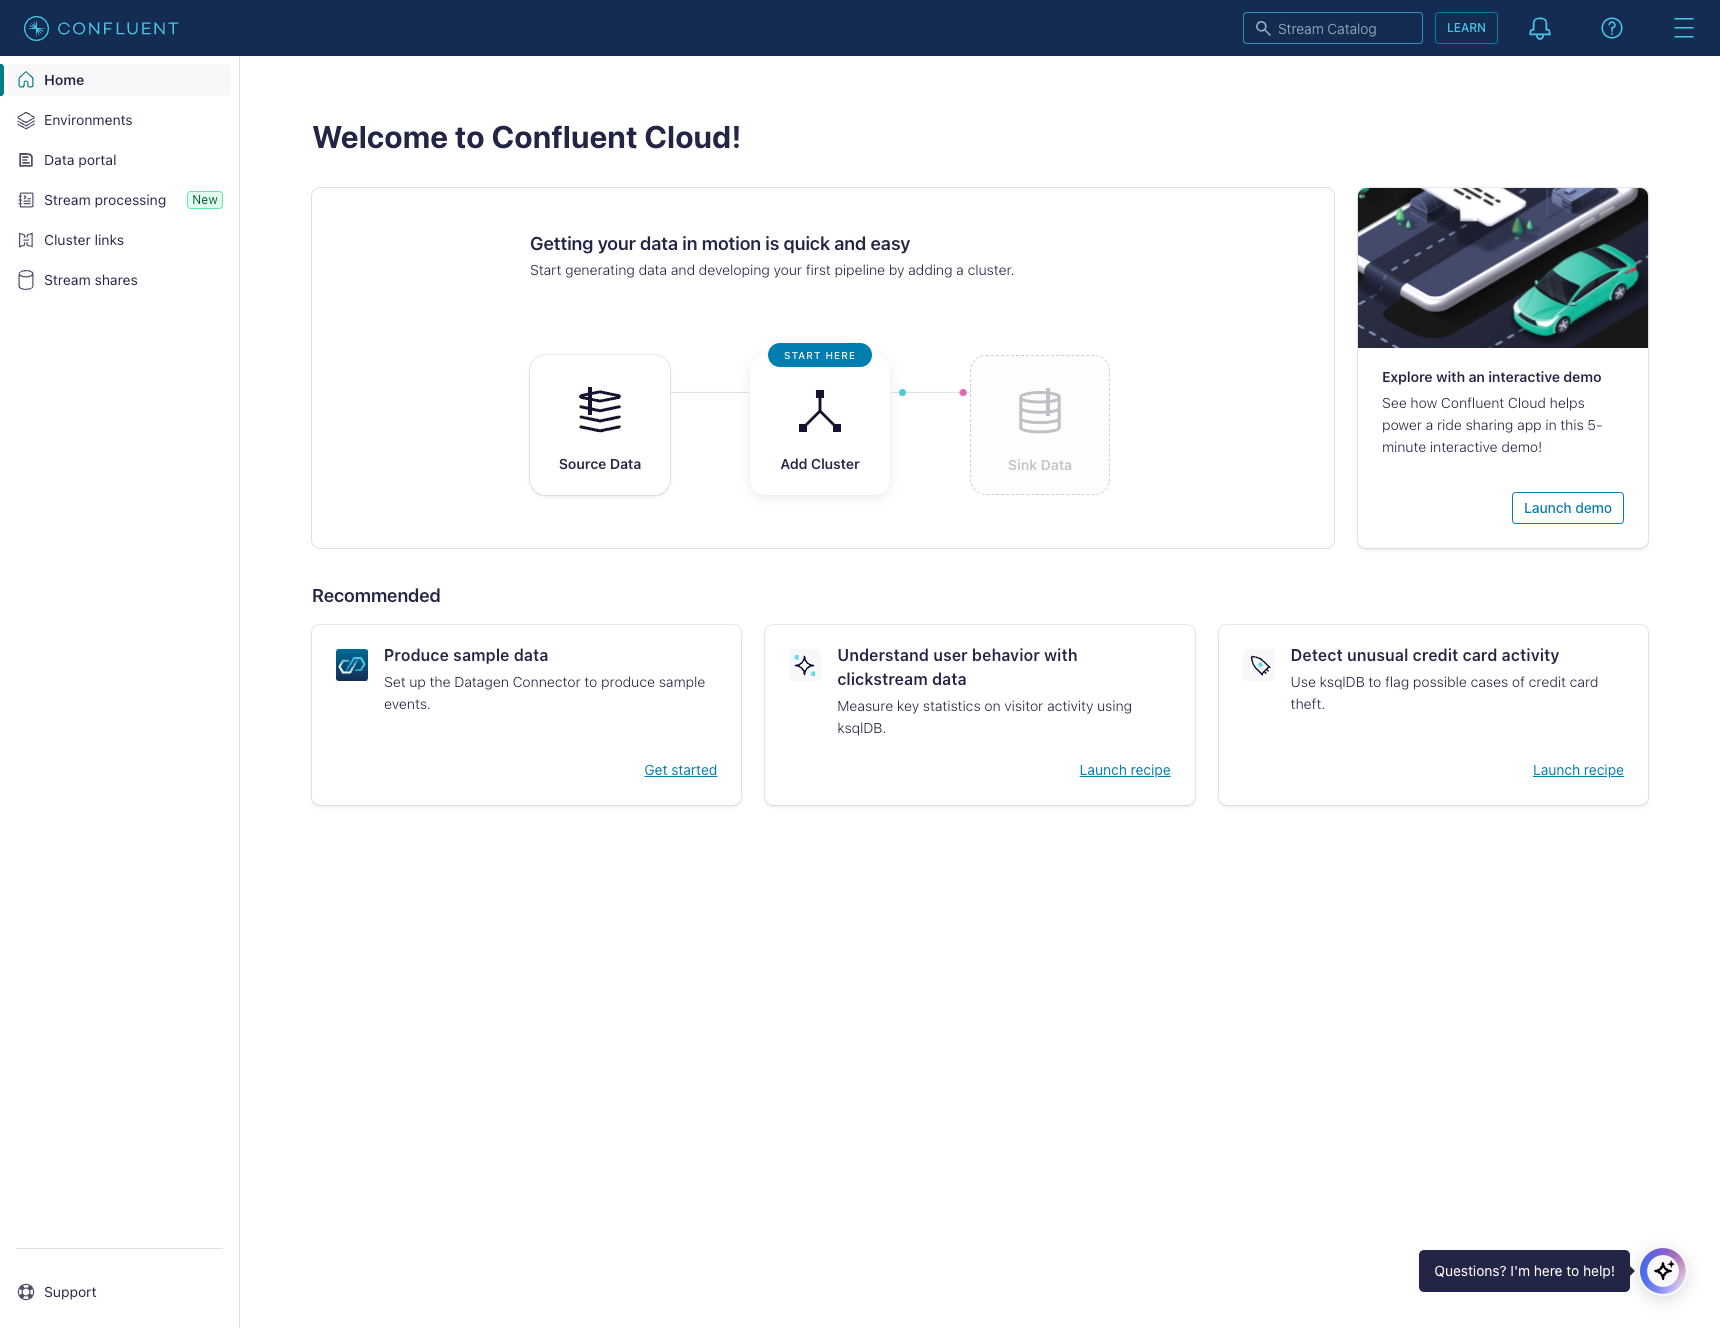 CONFLUENT
Stream Catalog
LEARN
Home
Environments
Data portal
Stream processing
New
Cluster links
Stream shares
Support
Welcome to Confluent Cloud!
Getting your data in motion is quick and easy
Start generating data and developing your first pipeline by adding a cluster.
START HERE
Source Data
Add Cluster
Sink Data
Explore with an interactive demo
See how Confluent Cloud helps
power a ride sharing app in this 5-
minute interactive demo!
Launch demo
Recommended
Produce sample data
Set up the Datagen Connector to produce sample
events.
Get started
Understand user behavior with
clickstream data
Measure key statistics on visitor activity using
ksqlDB.
Launch recipe
Detect unusual credit card activity
Use ksqlDB to flag possible cases of credit card
theft.
Launch recipe
Questions? I'm here to help!